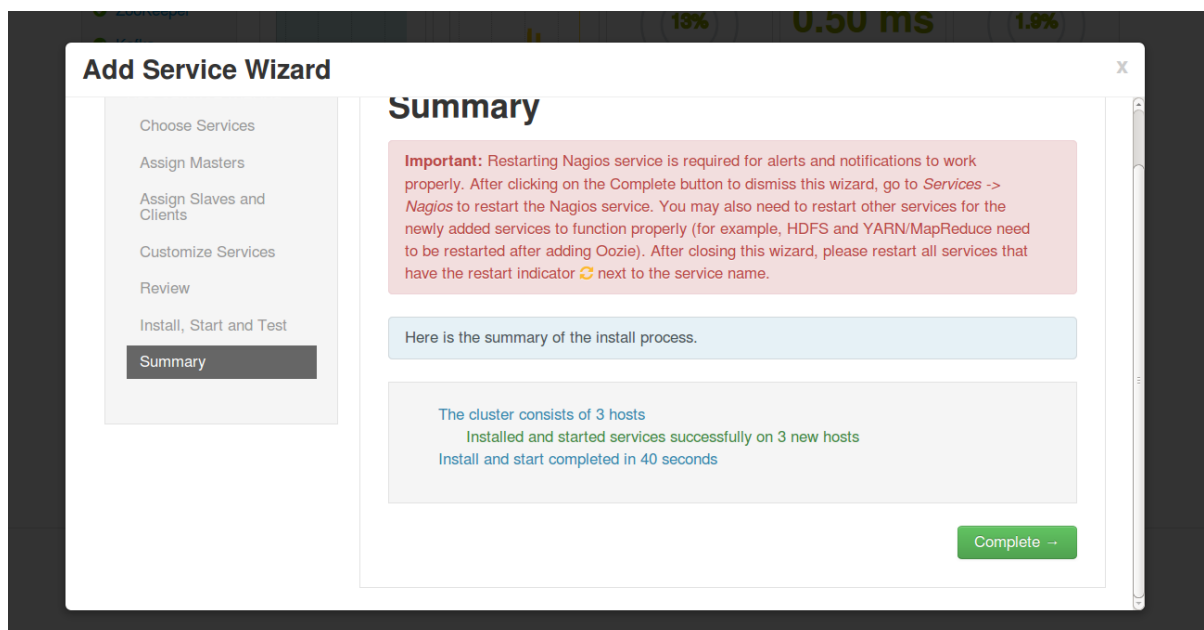 Zookeeper
Kafka
13%
0.50 ms
1.9%
Add Service Wizard
x
Choose Services
Assign Masters
Assign Slaves and
Clients
Customize Services
Review
Install, Start and Test
Summary
Summary
Important: Restarting Nagios service is required for alerts and notifications to work
properly. After clicking on the Complete button to dismiss this wizard, go to Services ->
Nagios to restart the Nagios service. You may also need to restart other services for the
newly added services to function properly (for example, HDFS and YARN/MapReduce need
to be restarted after adding Oozie). After closing this wizard, please restart all services that
have the restart indicator next to the service name.
Here is the summary of the install process.
The cluster consists of 3 hosts
Installed and started services successfully on 3 new hosts
Install and start completed in 40 seconds
Complete →